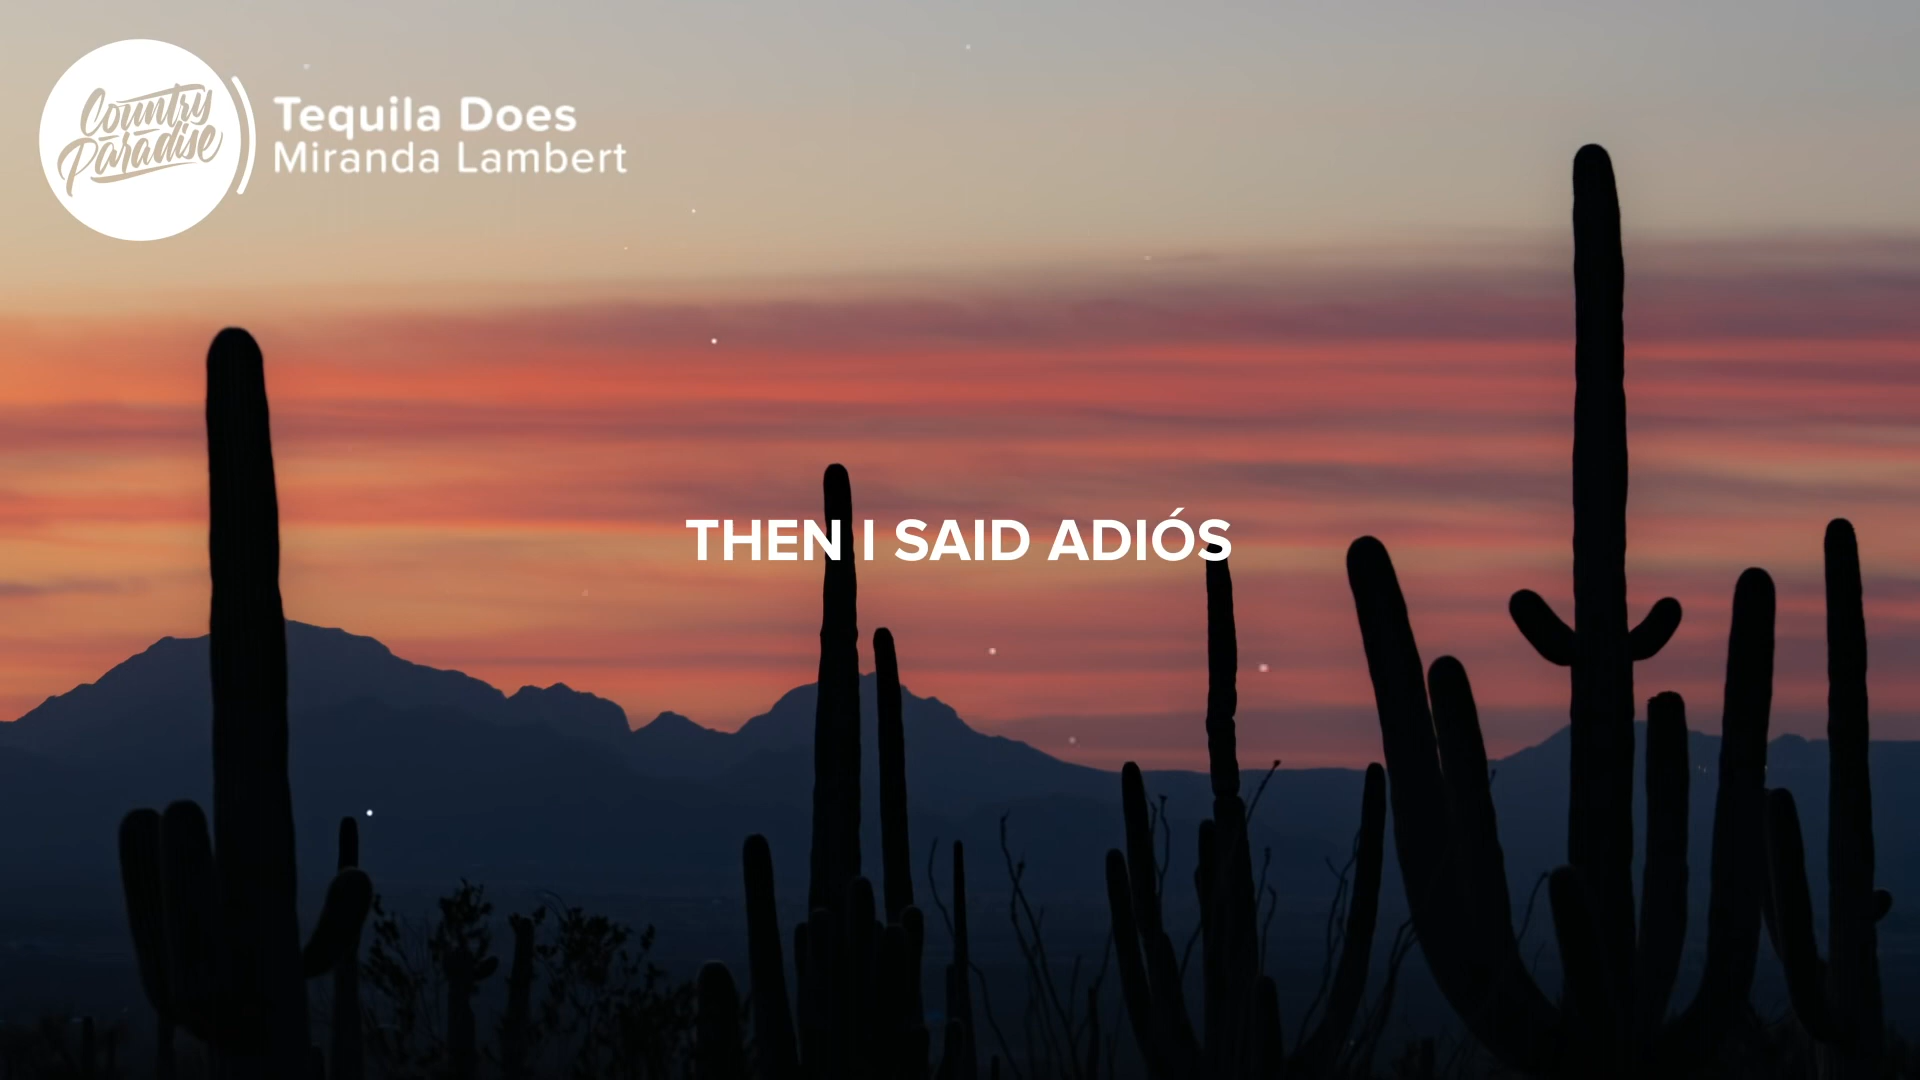 Country
Paradise
Tequila Does
Miranda Lambert
THEN I SAID ADIÓS